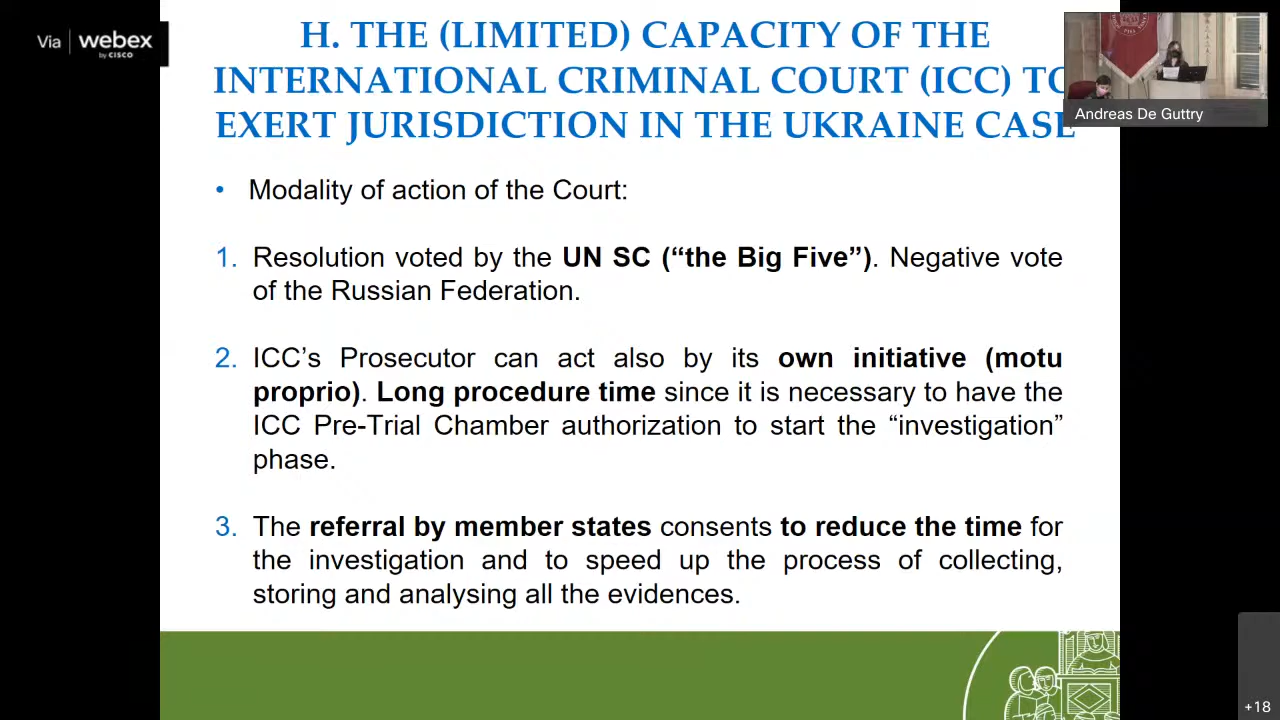 Via webex
by CISCO
H. THE (LIMITED) CAPACITY OF THE
INTERNATIONAL CRIMINAL COURT (ICC) TO
EXERT JURISDICTION IN THE UKRAINE CASE
Andreas De Guttry
• Modality of action of the Court:
1. Resolution voted by the UN SC (“the Big Five”). Negative vote
of the Russian Federation.
2. ICC’s Prosecutor can act also by its own initiative (motu
proprio). Long procedure time since it is necessary to have the
ICC Pre-Trial Chamber authorization to start the “investigation”
phase.
3. The referral by member states consents to reduce the time for
the investigation and to speed up the process of collecting,
storing and analysing all the evidences.
+18